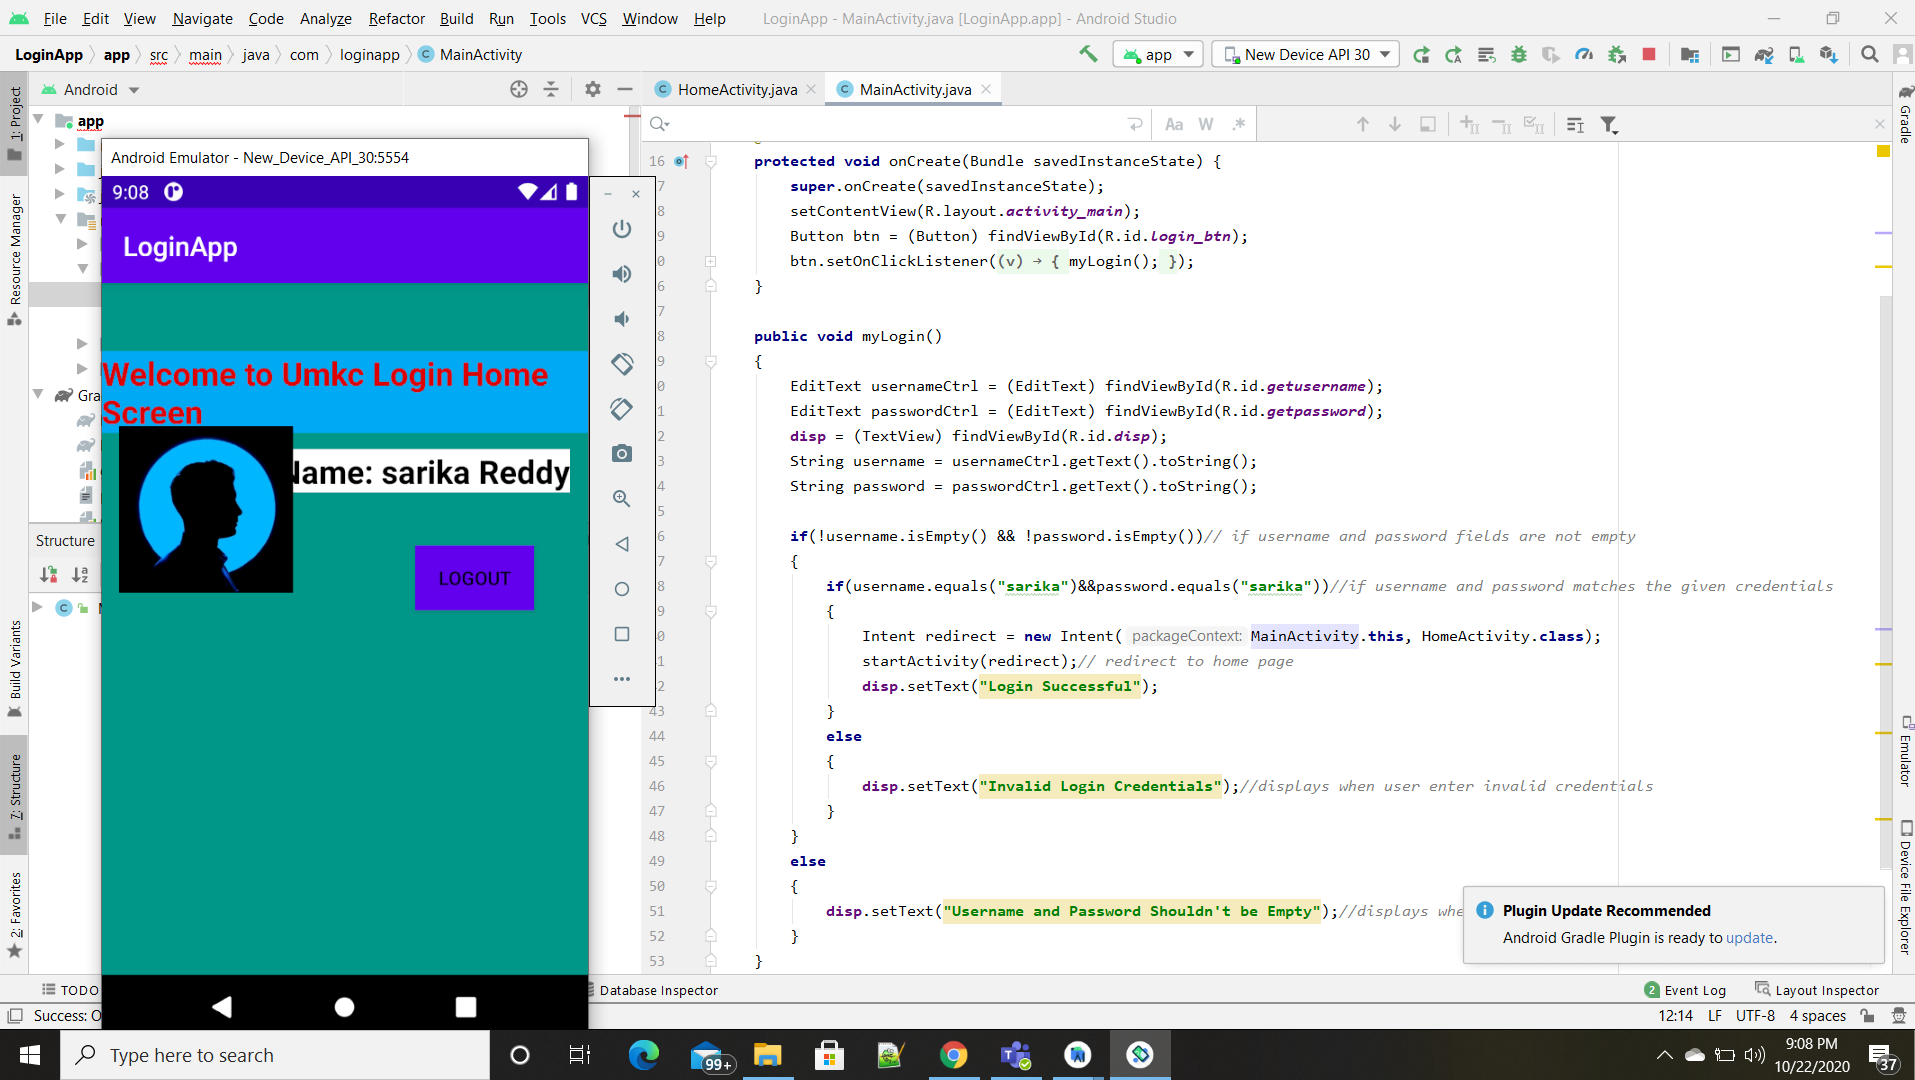 File Edit View Navigate Code Analyze Refactor Build Run Tools VCS Window Help LoginApp - MainActivity.java [LoginApp.app] - Android Studio
LoginApp app src main java com loginapp MainActivity app New Device API 30
Android HomeActivity.java MainActivity.java
1: Project
Resource Manager
Build Variants
7: Structure
2: Favorites
app
Aa W .*
Android Emulator - New_Device_API_30:5554
9:08
LoginApp
Welcome to Umkc Login Home
Screen
Name: sarika Reddy
LOGOUT
Gra
Structure
16 protected void onCreate(Bundle savedInstanceState) {
7 super.onCreate(savedInstanceState);
8 setContentView(R.layout.activity_main);
9 Button btn = (Button) findViewById(R.id.login_btn);
0 btn.setOnClickListener((v) → { myLogin(); });
6 }
7
8 public void myLogin()
9 {
0 EditText usernameCtrl = (EditText) findViewById(R.id.getusername);
1 EditText passwordCtrl = (EditText) findViewById(R.id.getpassword);
2 disp = (TextView) findViewById(R.id.disp);
3 String username = usernameCtrl.getText().toString();
4 String password = passwordCtrl.getText().toString();
5
6 if(!username.isEmpty() && !password.isEmpty())// if username and password fields are not empty
7 {
8 if(username.equals("sarika")&&password.equals("sarika"))//if username and password matches the given credentials
9 {
0 Intent redirect = new Intent( packageContext: MainActivity.this, HomeActivity.class);
1 startActivity(redirect);// redirect to home page
2 disp.setText("Login Successful");
43 }
44 else
45 {
46 disp.setText("Invalid Login Credentials");//displays when user enter invalid credentials
47 }
48 }
49 else
50 {
51 disp.setText("Username and Password Shouldn't be Empty");//displays whe
52 }
53 }
Gradle
Emulator
Device File Explorer
Plugin Update Recommended
Android Gradle Plugin is ready to update.
TODO Database Inspector 2 Event Log Layout Inspector
Success: O 12:14 LF UTF-8 4 spaces
Type here to search 99+ 9:08 PM
10/22/2020 37